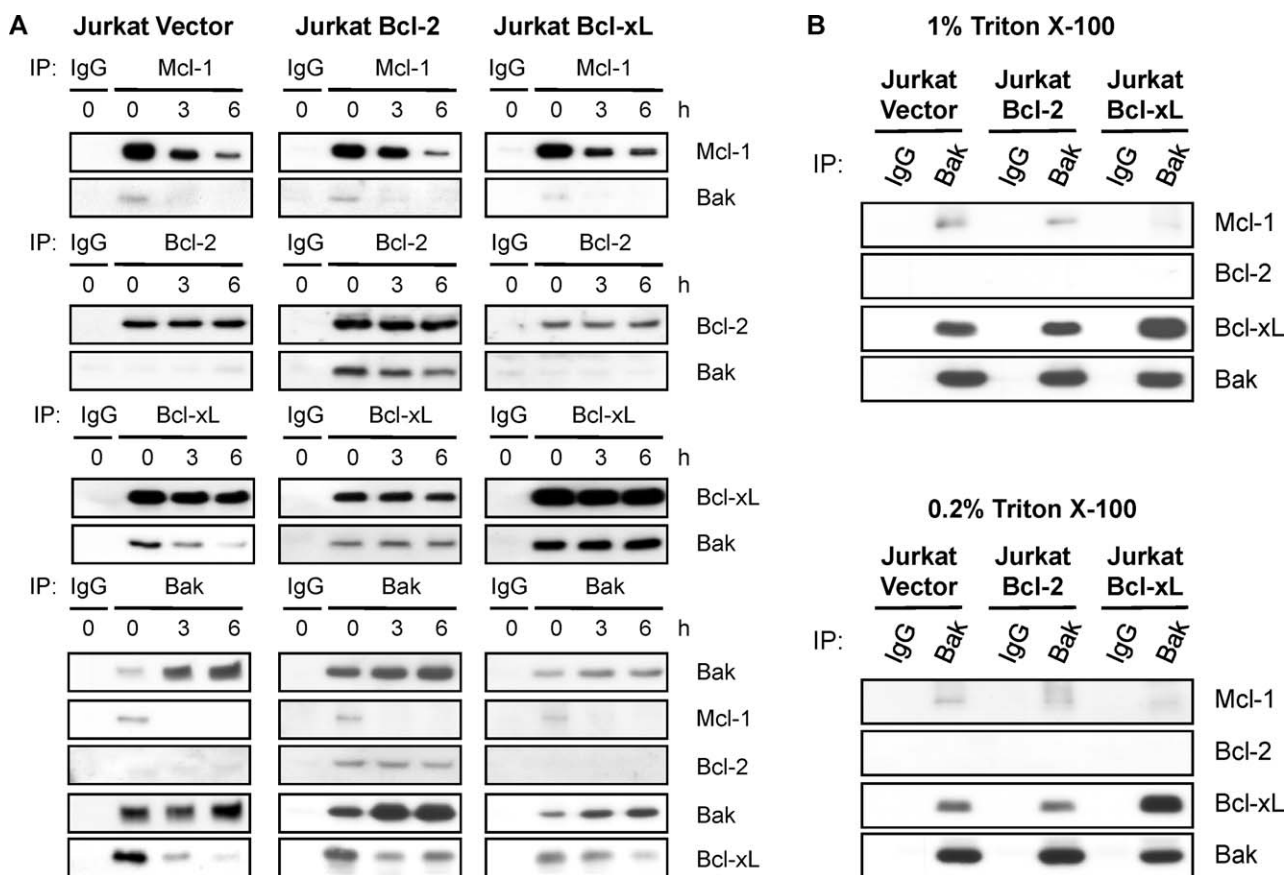 A Jurkat Vector Jurkat Bcl-2 Jurkat Bcl-xL
IP: IgG Mcl-1 IgG Mcl-1 IgG Mcl-1
0 0 3 6 0 0 3 6 0 0 3 6 h
Mcl-1
Bak
IP: IgG Bcl-2 IgG Bcl-2 IgG Bcl-2
0 0 3 6 0 0 3 6 0 0 3 6 h
Bcl-2
Bak
IP: IgG Bcl-xL IgG Bcl-xL IgG Bcl-xL
0 0 3 6 0 0 3 6 0 0 3 6 h
Bcl-xL
Bak
IP: IgG Bak IgG Bak IgG Bak
0 0 3 6 0 0 3 6 0 0 3 6 h
Bak
Mcl-1
Bcl-2
Bak
Bcl-xL
B 1% Triton X-100
Jurkat Jurkat Jurkat
Vector Bcl-2 Bcl-xL
IP: IgG Bak IgG Bak IgG Bak
Mcl-1
Bcl-2
Bcl-xL
Bak
0.2% Triton X-100
Jurkat Jurkat Jurkat
Vector Bcl-2 Bcl-xL
IP: IgG Bak IgG Bak IgG Bak
Mcl-1
Bcl-2
Bcl-xL
Bak